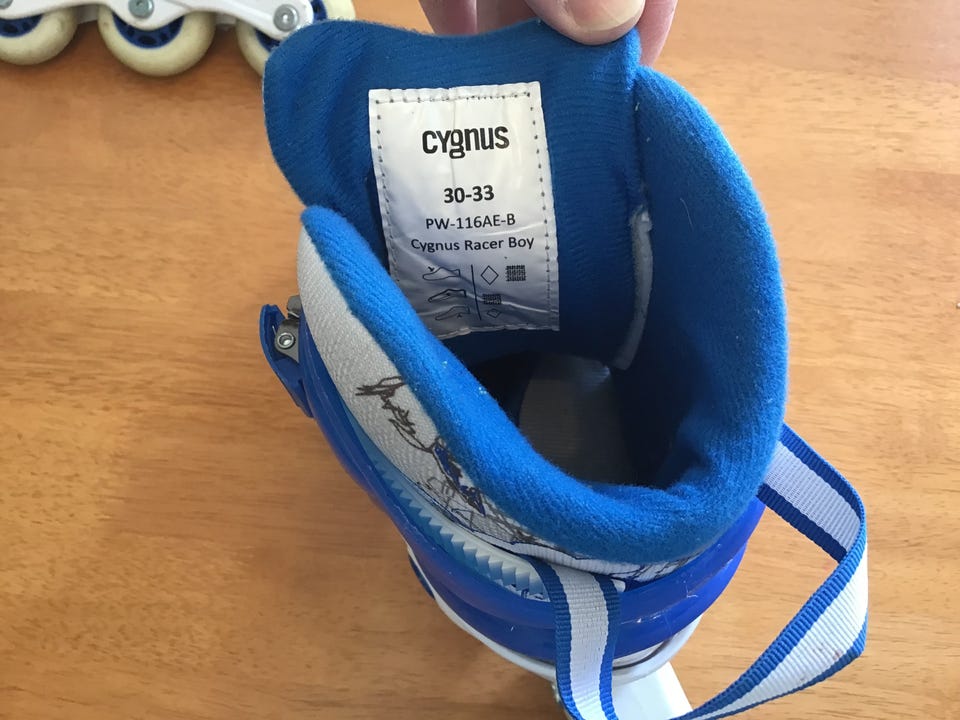 cygnus
30-33
PW-116AE-B
Cygnus Racer Boy